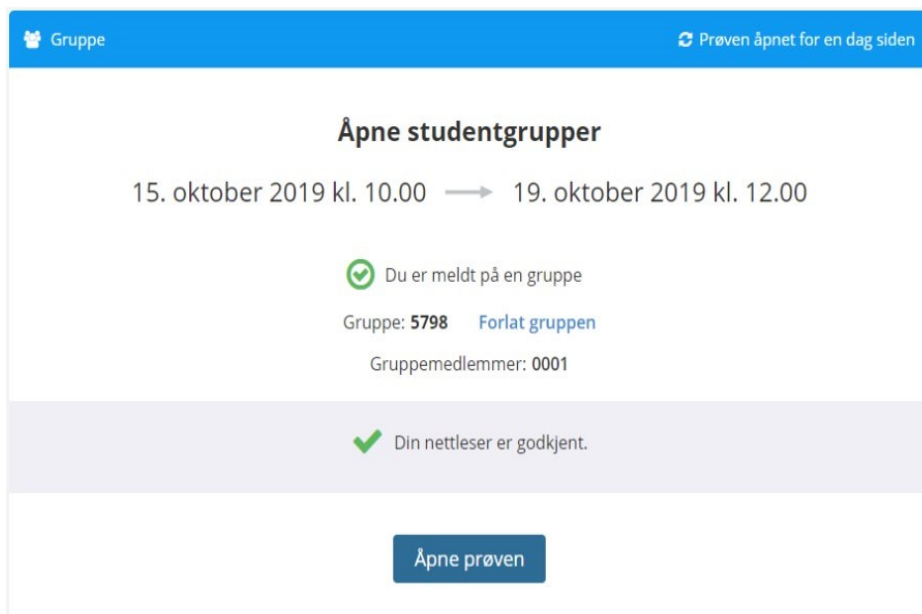 Gruppe
Prøven åpnet for en dag siden
Åpne studentgrupper
15. oktober 2019 kl. 10.00 → 19. oktober 2019 kl. 12.00
Du er meldt på en gruppe
Gruppe: 5798 Forlat gruppen
Gruppemedlemmer: 0001
Din nettleser er godkjent.
Åpne prøven